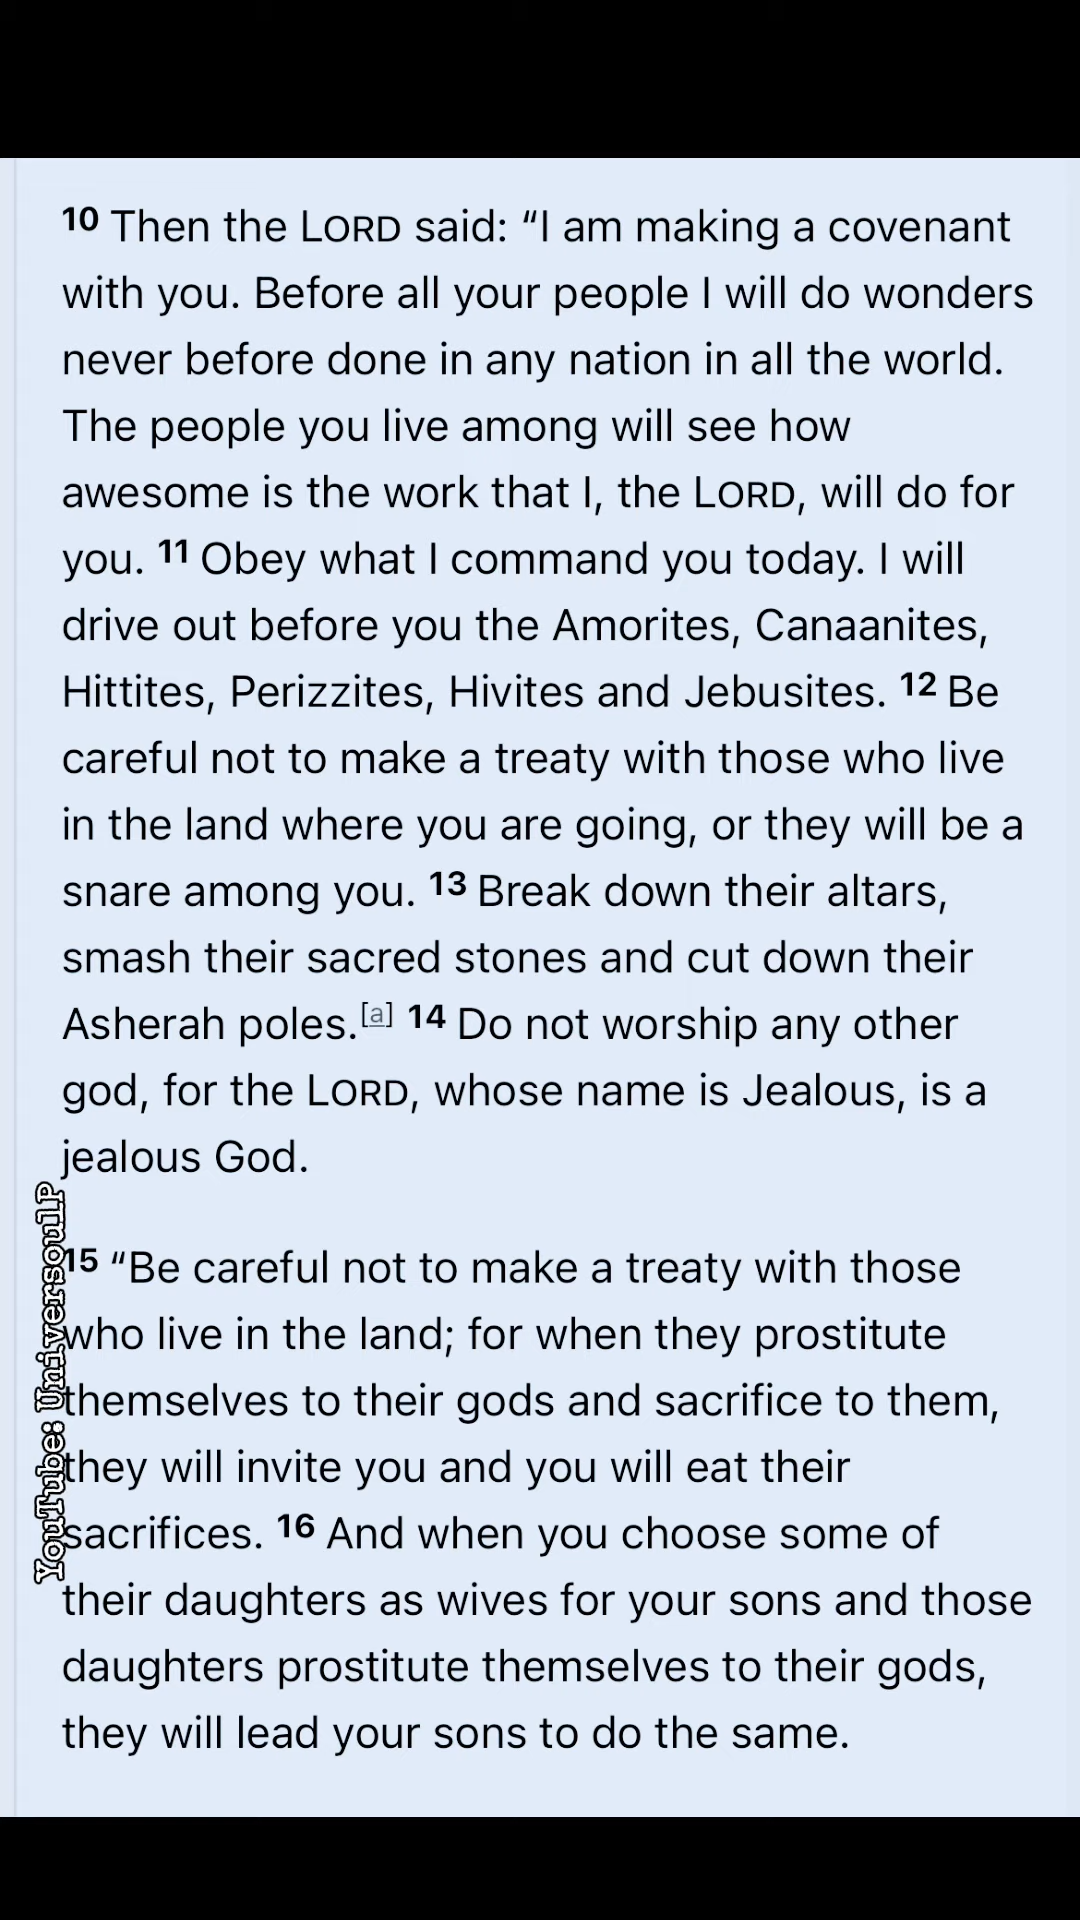 10 Then the LORD said: “I am making a covenant
with you. Before all your people I will do wonders
never before done in any nation in all the world.
The people you live among will see how
awesome is the work that I, the LORD, will do for
you. 11 Obey what I command you today. I will
drive out before you the Amorites, Canaanites,
Hittites, Perizzites, Hivites and Jebusites. 12 Be
careful not to make a treaty with those who live
in the land where you are going, or they will be a
snare among you. 13 Break down their altars,
smash their sacred stones and cut down their
Asherah poles.[a] 14 Do not worship any other
god, for the LORD, whose name is Jealous, is a
jealous God.
15 “Be careful not to make a treaty with those
who live in the land; for when they prostitute
themselves to their gods and sacrifice to them,
they will invite you and you will eat their
sacrifices. 16 And when you choose some of
their daughters as wives for your sons and those
daughters prostitute themselves to their gods,
they will lead your sons to do the same.
YouTube: UniversoulP